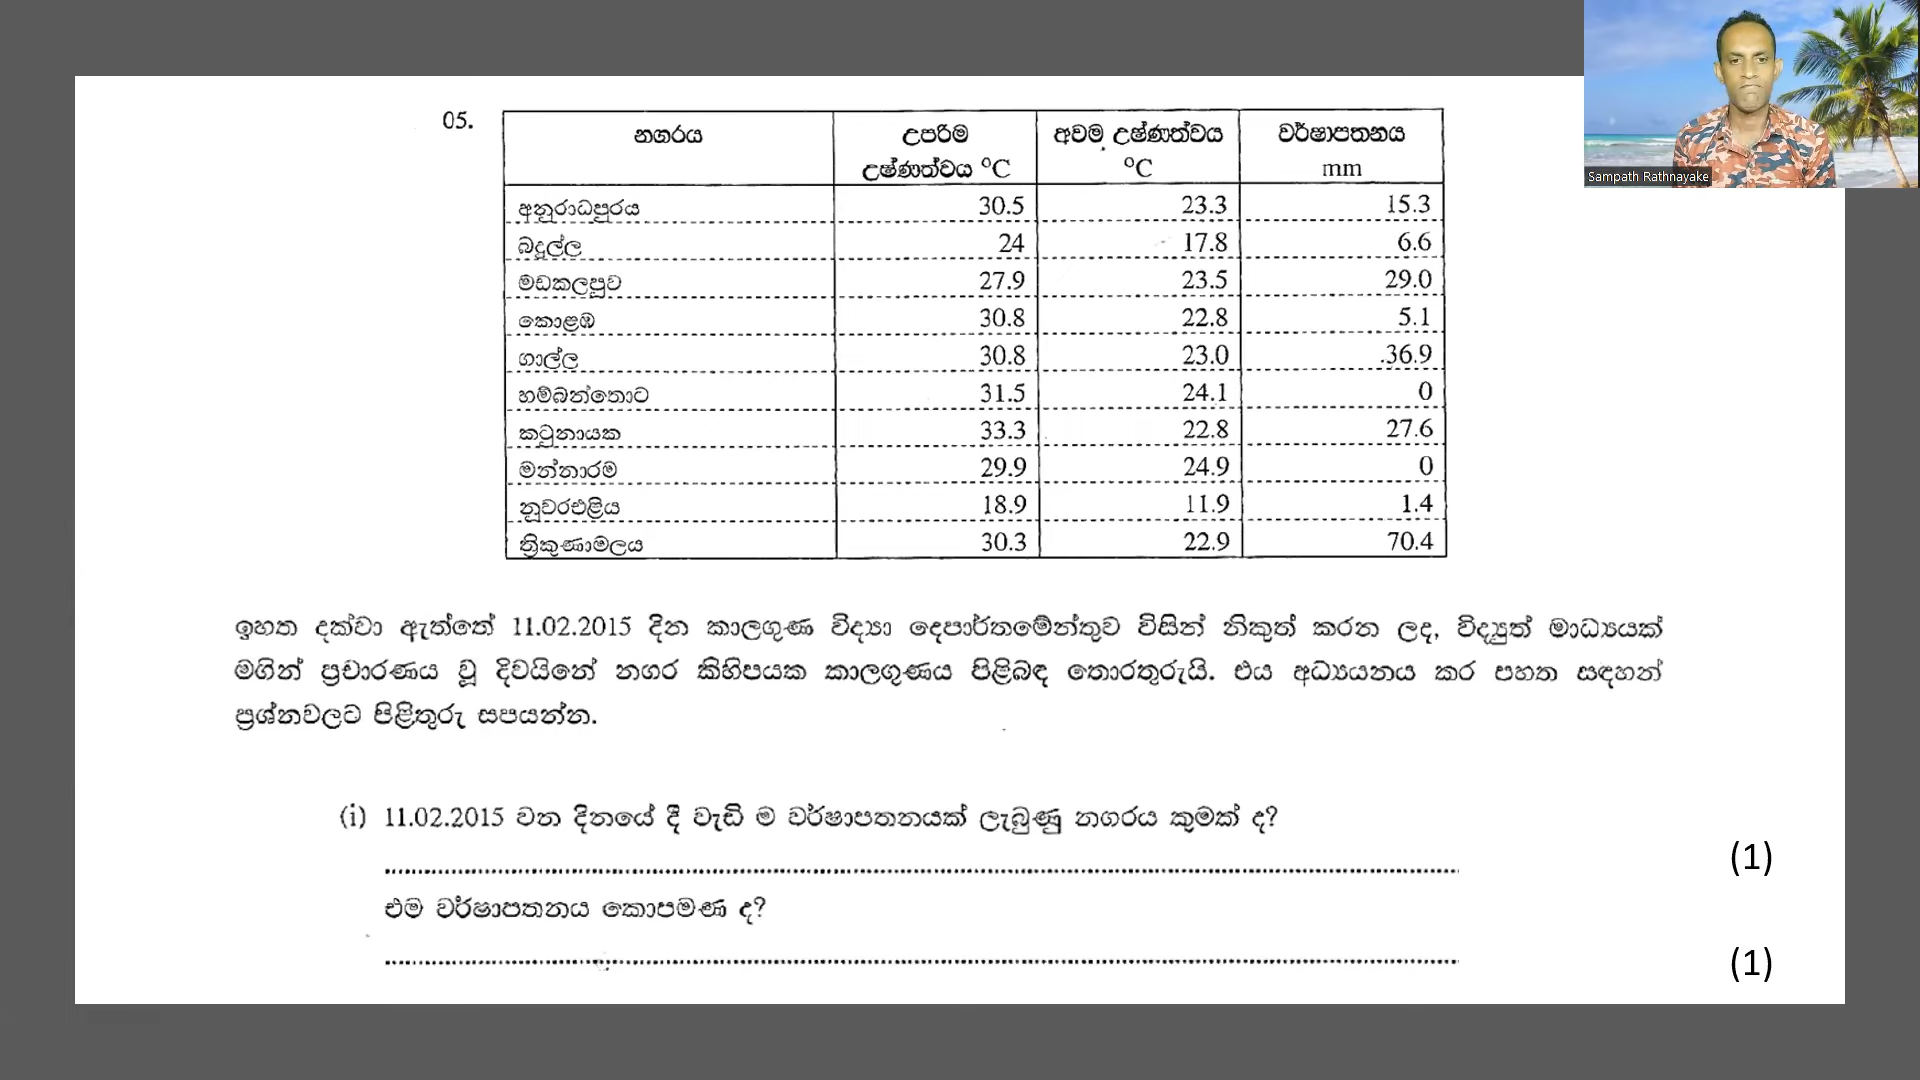 Sampath Rathnayake
05.
නගරය උපරිම උෂ්ණත්වය °C අවම උෂ්ණත්වය °C වර්ෂාපතනය mm
අනුරාධපුරය 30.5 23.3 15.3
බදුල්ල 24 17.8 6.6
මඩකලපුව 27.9 23.5 29.0
කොළඹ 30.8 22.8 5.1
ගාල්ල 30.8 23.0 36.9
හම්බන්තොට 31.5 24.1 0
කටුනායක 33.3 22.8 27.6
මන්නාරම 29.9 24.9 0
නුවරඑළිය 18.9 11.9 1.4
ත්‍රිකුණාමලය 30.3 22.9 70.4
ඉහත දක්වා ඇත්තේ 11.02.2015 දින කාලගුණ විද්‍යා දෙපාර්තමේන්තුව විසින් නිකුත් කරන ලද, විද්‍යුත් මාධ්‍යයක්
මගින් ප්‍රචාරණය වූ දිවයිනේ නගර කිහිපයක කාලගුණය පිළිබඳ තොරතුරුයි. එය අධ්‍යයනය කර පහත සඳහන්
ප්‍රශ්නවලට පිළිතුරු සපයන්න.
(i) 11.02.2015 වන දිනයේ දී වැඩි ම වර්ෂාපතනයක් ලැබුණු නගරය කුමක් ද?
(1)
එම වර්ෂාපතනය කොපමණ ද?
(1)